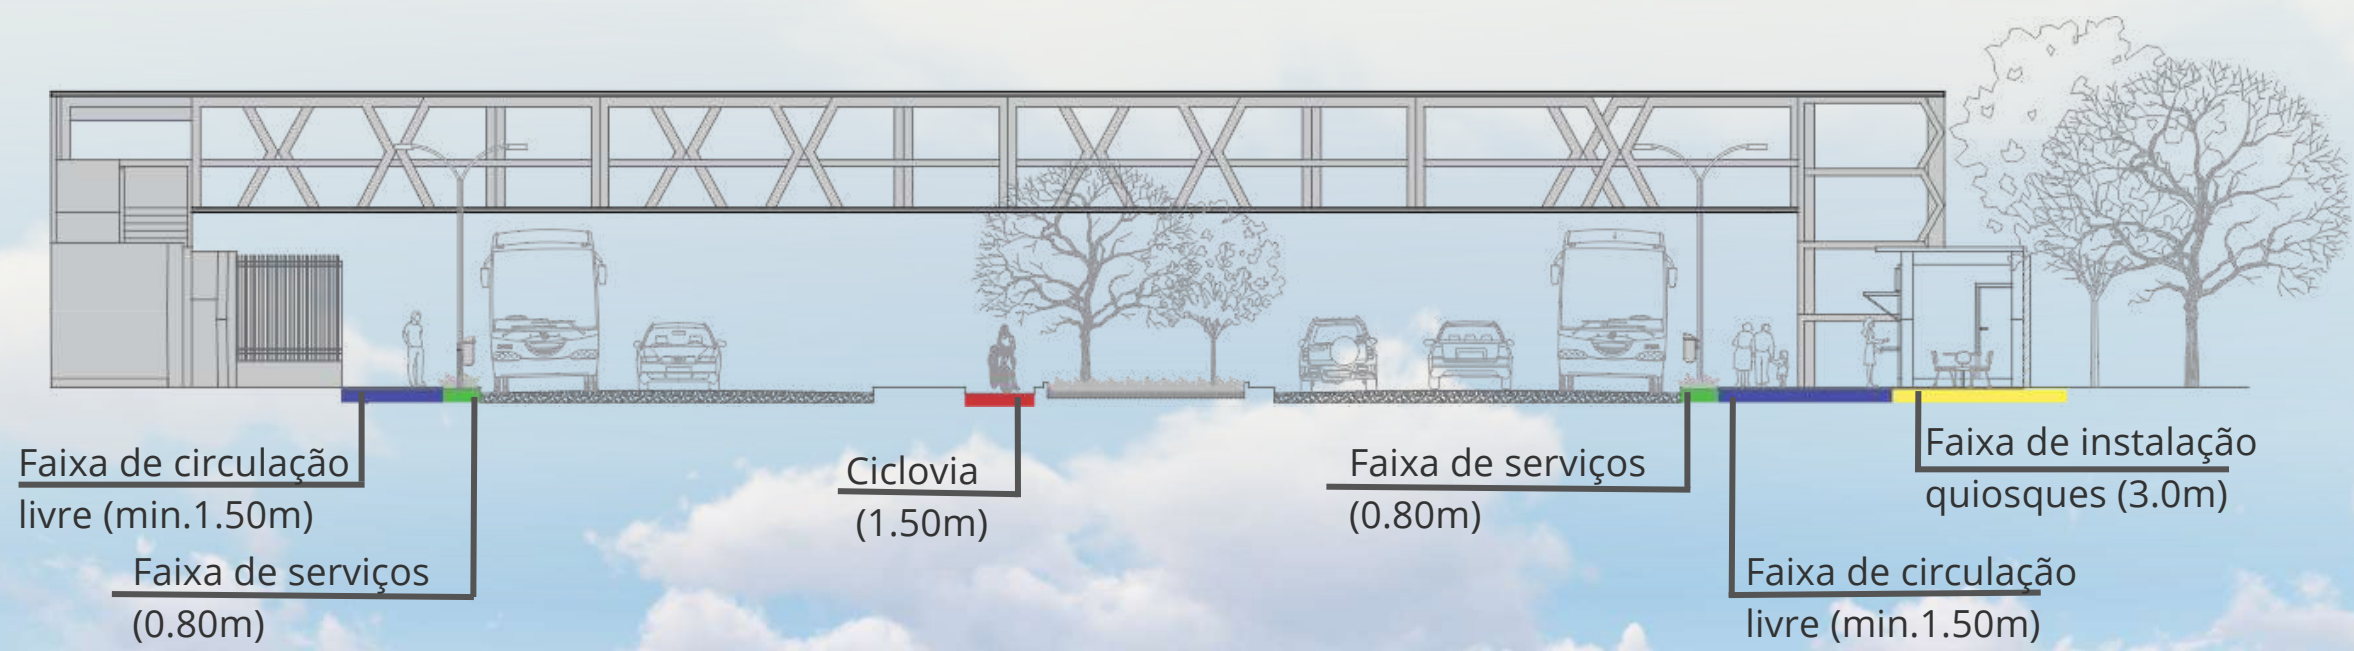 Faixa de circulação
livre (min.1.50m)
Faixa de serviços
(0.80m)
Ciclovia
(1.50m)
Faixa de serviços
(0.80m)
Faixa de circulação
livre (min.1.50m)
Faixa de instalação
quiosques (3.0m)